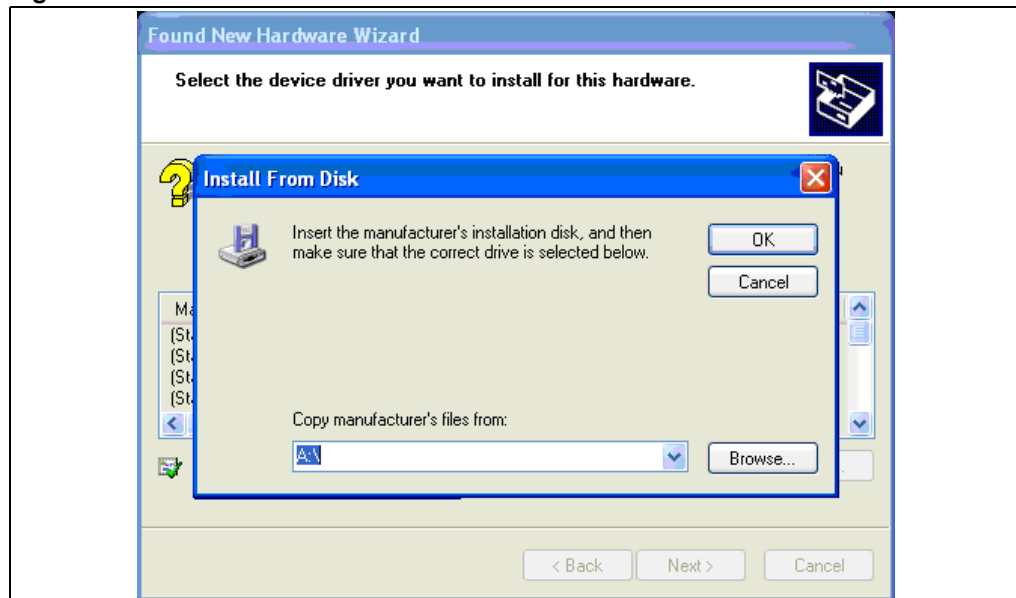 Found New Hardware Wizard
Select the device driver you want to install for this hardware.
Install From Disk
Insert the manufacturer's installation disk, and then
make sure that the correct drive is selected below.
OK
Cancel
Copy manufacturer's files from:
A:\
Browse...
< Back
Next >
Cancel